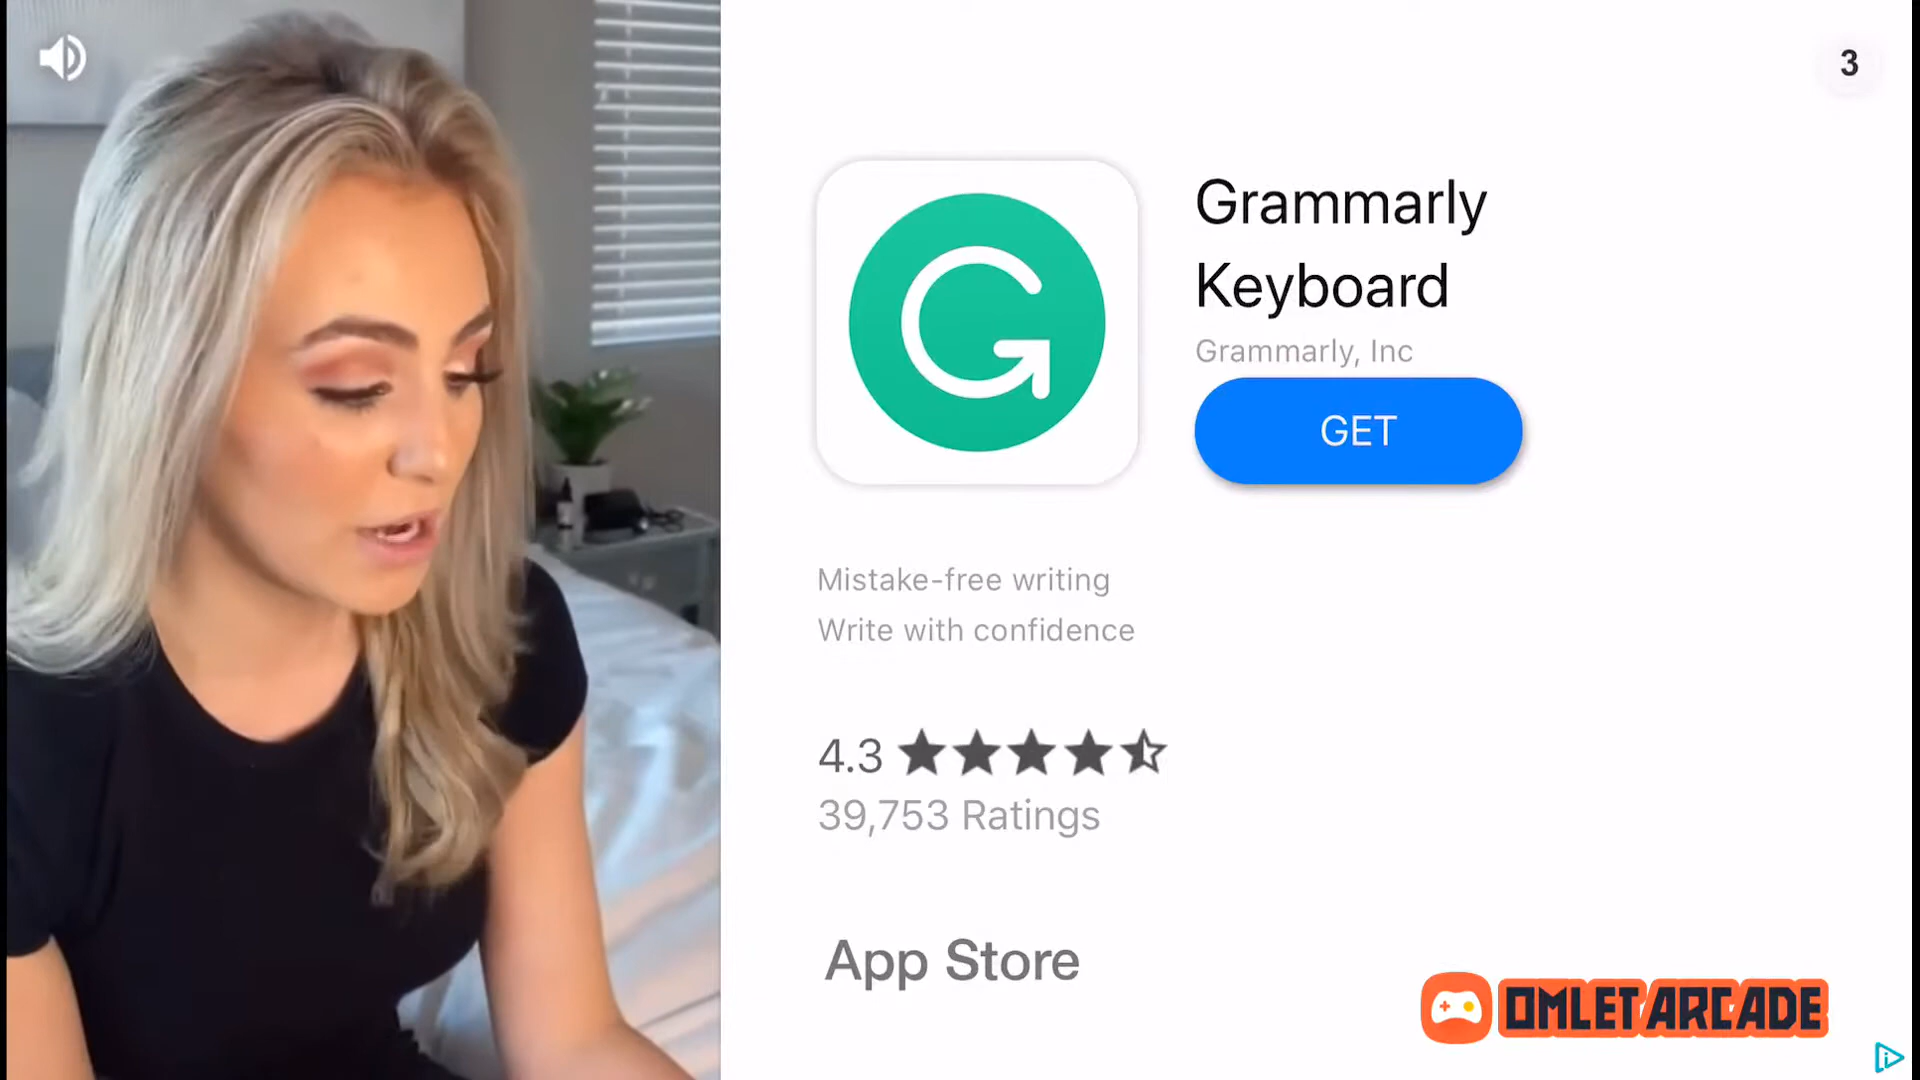 3
Grammarly
Keyboard
Grammarly, Inc
GET
Mistake-free writing
Write with confidence
4.3
39,753 Ratings
App Store
OMLET ARCADE